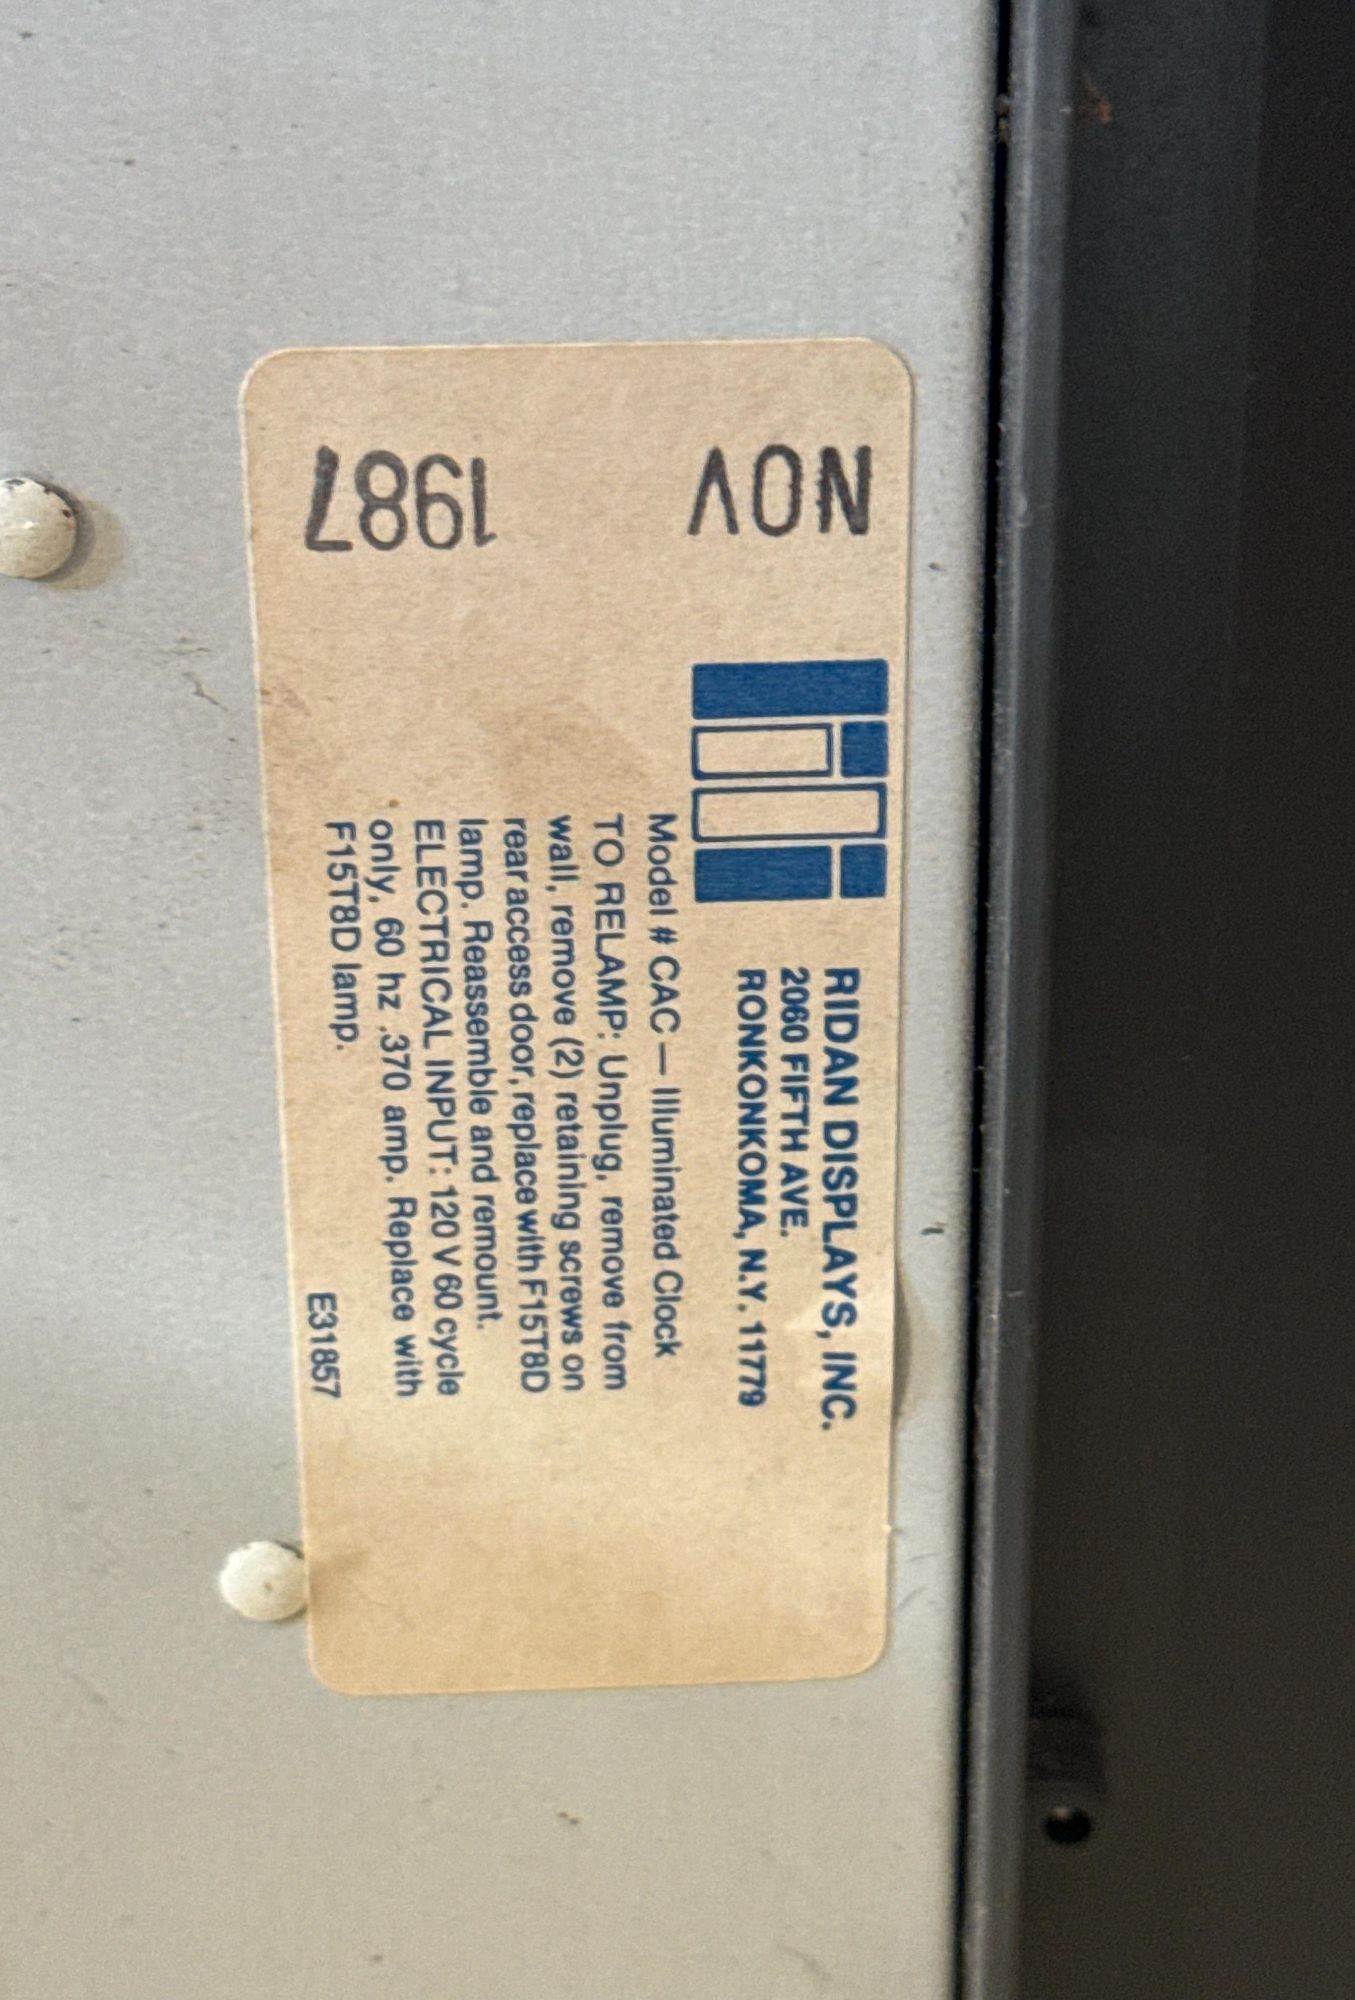 NOV 1987
RIDAN DISPLAYS, INC.
2060 FIFTH AVE.
RONKONKOMA, N.Y. 11779
Model # CAC — Illuminated Clock
TO RELAMP: Unplug, remove from
wall, remove (2) retaining screws on
rear access door, replace with F15T8D
lamp. Reassemble and remount.
ELECTRICAL INPUT: 120 V 60 cycle
only, 60 hz .370 amp. Replace with
F15T8D lamp.
E31857